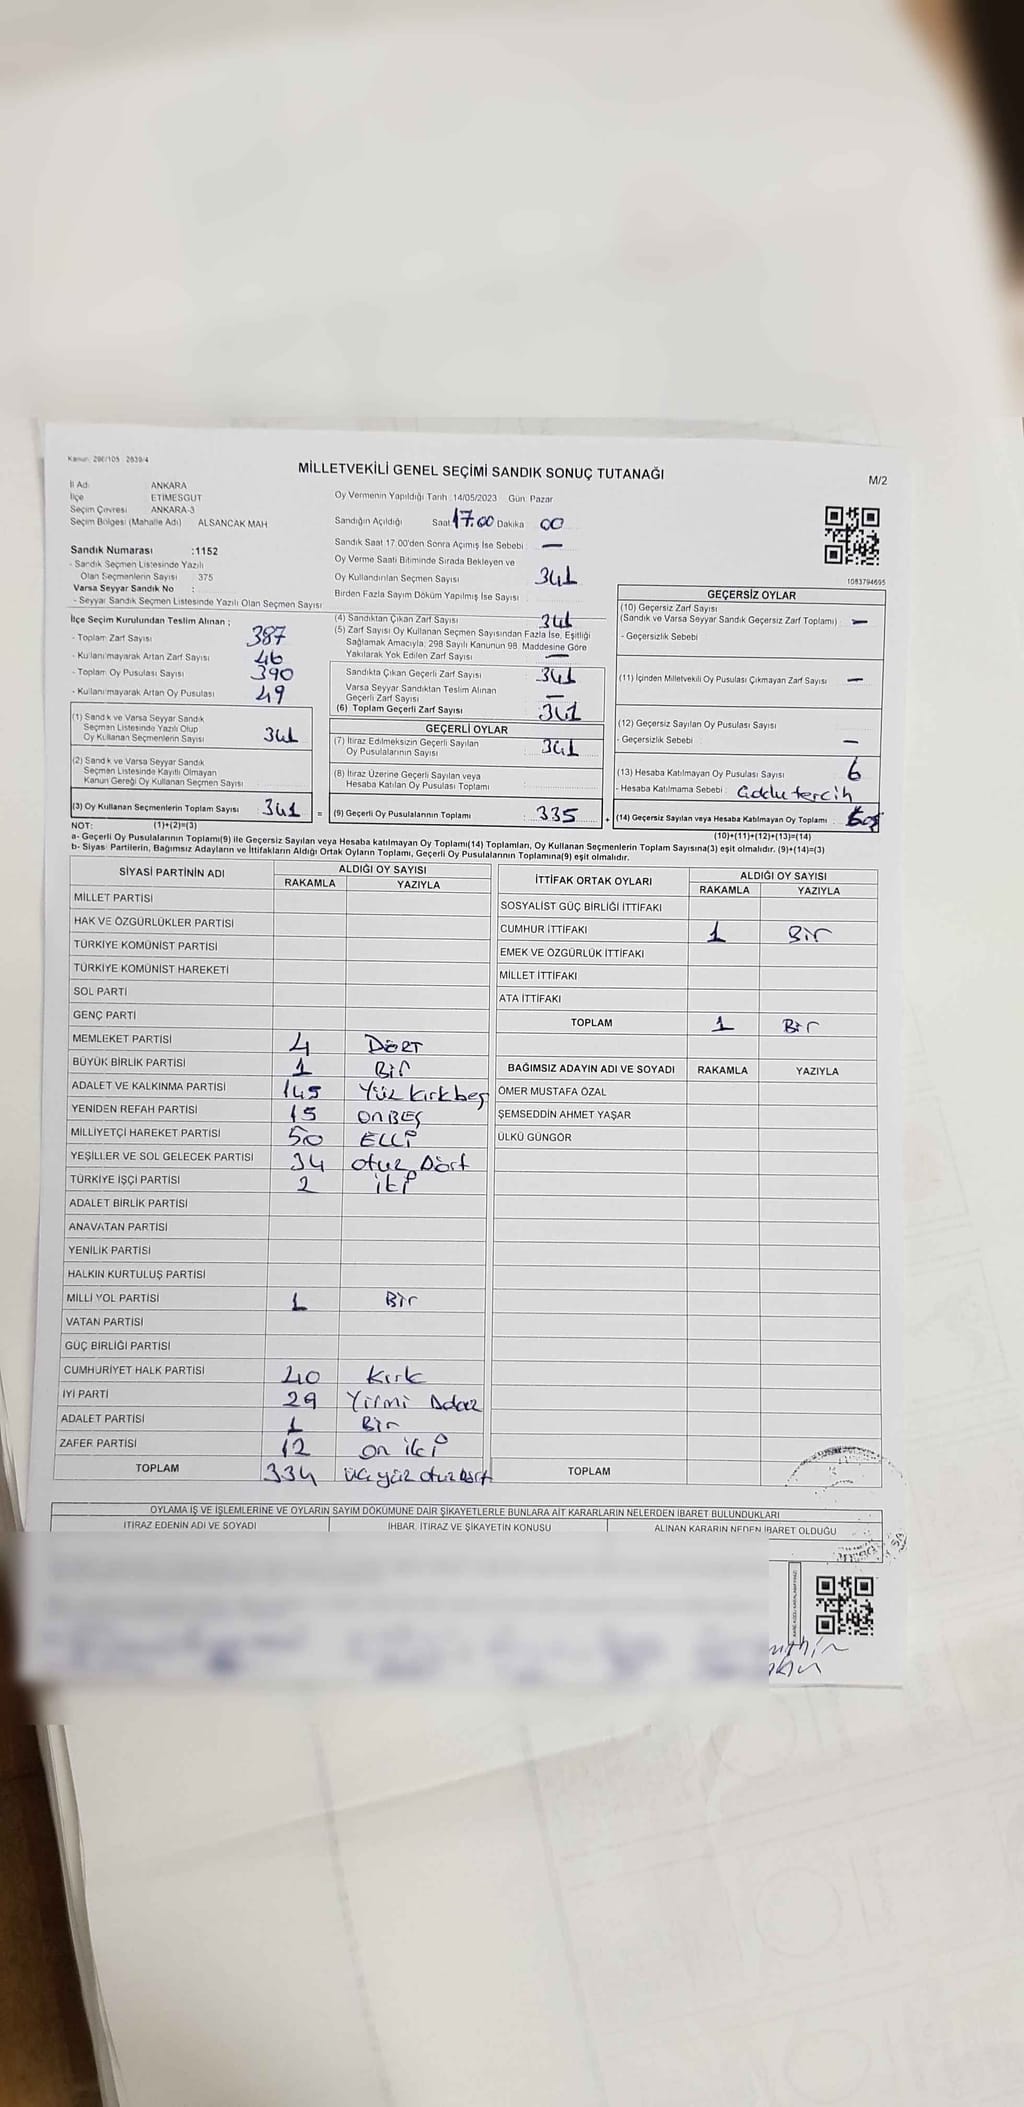 Kanun: 298/105 - 2839/4
MİLLETVEKİLİ GENEL SEÇİMİ SANDIK SONUÇ TUTANAĞI
M/2
İl Adı ANKARA
İlçe ETİMESGUT
Seçim Çevresi ANKARA-3
Seçim Bölgesi (Mahalle Adı) ALSANCAK MAH
Oy Vermenin Yapıldığı Tarih : 14/05/2023 Gün: Pazar
Sandığın Açıldığı Saat 17.00 Dakika 00
Sandık Saat 17.00'den Sonra Açımış İse Sebebi : —
Oy Verme Saati Bitiminde Sırada Bekleyen ve
Oy Kullandırılan Seçmen Sayısı 341
Birden Fazla Sayım Döküm Yapılmış İse Sayısı :
Sandık Numarası :1152
- Sandık Seçmen Listesinde Yazılı
Olan Seçmenlerin Sayısı 375
Varsa Seyyar Sandık No :
- Seyyar Sandık Seçmen Listesinde Yazılı Olan Seçmen Sayısı
1083794695
İlçe Seçim Kurulundan Teslim Alınan ;
- Toplam Zarf Sayısı 387
- Kullanılmayarak Artan Zarf Sayısı 46
- Toplam Oy Pusulası Sayısı 390
- Kullanılmayarak Artan Oy Pusulası 49
(1) Sandık ve Varsa Seyyar Sandık
Seçmen Listesinde Yazılı Olup
Oy Kullanan Seçmenlerin Sayısı 341
(2) Sandık ve Varsa Seyyar Sandık
Seçmen Listesinde Kayıtlı Olmayan
Kanun Gereği Oy Kullanan Seçmen Sayısı
(3) Oy Kullanan Seçmenlerin Toplam Sayısı 341 =
(4) Sandıktan Çıkan Zarf Sayısı 341
(5) Zarf Sayısı Oy Kullanan Seçmen Sayısından Fazla İse, Eşitliği
Sağlamak Amacıyla, 298 Sayılı Kanunun 98. Maddesine Göre
Yakılarak Yok Edilen Zarf Sayısı —
Sandıkta Çıkan Geçerli Zarf Sayısı 341
Varsa Seyyar Sandıktan Teslim Alınan
Geçerli Zarf Sayısı —
(6) Toplam Geçerli Zarf Sayısı 341
GEÇERLİ OYLAR
(7) İtiraz Edilmeksizin Geçerli Sayılan
Oy Pusulalarının Sayısı 341
(8) İtiraz Üzerine Geçerli Sayılan veya
Hesaba Katılan Oy Pusulası Toplamı
(9) Geçerli Oy Pusulalarının Toplamı 335 +
GEÇERSİZ OYLAR
(10) Geçersiz Zarf Sayısı
(Sandık ve Varsa Seyyar Sandık Geçersiz Zarf Toplamı) : —
- Geçersizlik Sebebi
(11) İçinden Milletvekili Oy Pusulası Çıkmayan Zarf Sayısı —
(12) Geçersiz Sayılan Oy Pusulası Sayısı
- Geçersizlik Sebebi : —
(13) Hesaba Katılmayan Oy Pusulası Sayısı 6
- Hesaba Katılmama Sebebi :
(14) Geçersiz Sayılan veya Hesaba Katılmayan Oy Toplamı :
NOT: (1)+(2)=(3)
(10)+(11)+(12)+(13)=(14)
a- Geçerli Oy Pusulalarının Toplamı(9) ile Geçersiz Sayılan veya Hesaba katılmayan Oy Toplamı(14) Toplamları, Oy Kullanan Seçmenlerin Toplam Sayısına(3) eşit olmalıdır. (9)+(14)=(3)
b- Siyasi Partilerin, Bağımsız Adayların ve İttifakların Aldığı Ortak Oyların Toplamı, Geçerli Oy Pusulalarının Toplamına(9) eşit olmalıdır.
SİYASİ PARTİNİN ADI ALDIĞI OY SAYISI
RAKAMLA YAZIYLA
MİLLET PARTİSİ
HAK VE ÖZGÜRLÜKLER PARTİSİ
TÜRKİYE KOMÜNİST PARTİSİ
TÜRKİYE KOMÜNİST HAREKETİ
SOL PARTİ
GENÇ PARTİ
MEMLEKET PARTİSİ 4 DÖRT
BÜYÜK BİRLİK PARTİSİ 1 Bir
ADALET VE KALKINMA PARTİSİ 145 Yüz Kırkbeş
YENİDEN REFAH PARTİSİ 15 ONBEŞ
MİLLİYETÇİ HAREKET PARTİSİ 50 ELLİ
YEŞİLLER VE SOL GELECEK PARTİSİ 34 Otuz Dört
TÜRKİYE İŞÇİ PARTİSİ 2 iki
ADALET BİRLİK PARTİSİ
ANAVATAN PARTİSİ
YENİLİK PARTİSİ
HALKIN KURTULUŞ PARTİSİ
MİLLİ YOL PARTİSİ 1 Bir
VATAN PARTİSİ
GÜÇ BİRLİĞİ PARTİSİ
CUMHURİYET HALK PARTİSİ 40 Kırk
İYİ PARTİ 29 Yirmi Dokuz
ADALET PARTİSİ 1 Bir
ZAFER PARTİSİ 12 on iki
TOPLAM 334 üçyüz otuz dört
İTTİFAK ORTAK OYLARI ALDIĞI OY SAYISI
RAKAMLA YAZIYLA
SOSYALİST GÜÇ BİRLİĞİ İTTİFAKI
CUMHUR İTTİFAKI 1 Bir
EMEK VE ÖZGÜRLÜK İTTİFAKI
MİLLET İTTİFAKI
ATA İTTİFAKI
TOPLAM 1 Bir
BAĞIMSIZ ADAYIN ADI VE SOYADI RAKAMLA YAZIYLA
ÖMER MUSTAFA ÖZAL
ŞEMSEDDİN AHMET YAŞAR
ÜLKÜ GÜNGÖR
TOPLAM
OYLAMA İŞ VE İŞLEMLERİNE VE OYLARIN SAYIM DÖKÜMÜNE DAİR ŞİKAYETLERLE BUNLARA AİT KARARLARIN NELERDEN İBARET BULUNDUKLARI
İTİRAZ EDENİN ADI VE SOYADI İHBAR, İTİRAZ VE ŞİKAYETİN KONUSU ALINAN KARARIN NEDEN İBARET OLDUĞU